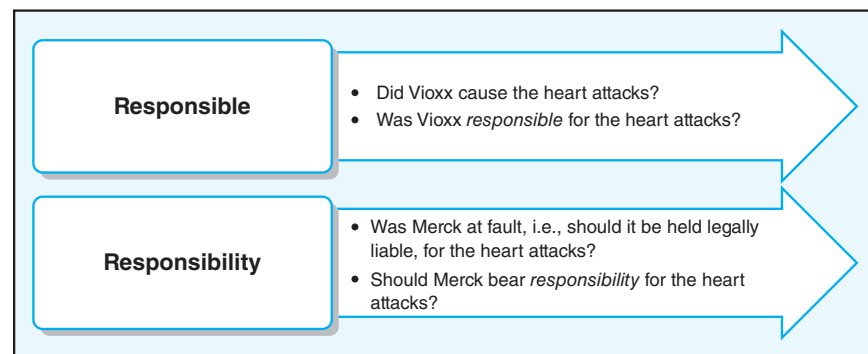 Responsible
• Did Vioxx cause the heart attacks?
• Was Vioxx responsible for the heart attacks?
Responsibility
• Was Merck at fault, i.e., should it be held legally
liable, for the heart attacks?
• Should Merck bear responsibility for the heart
attacks?